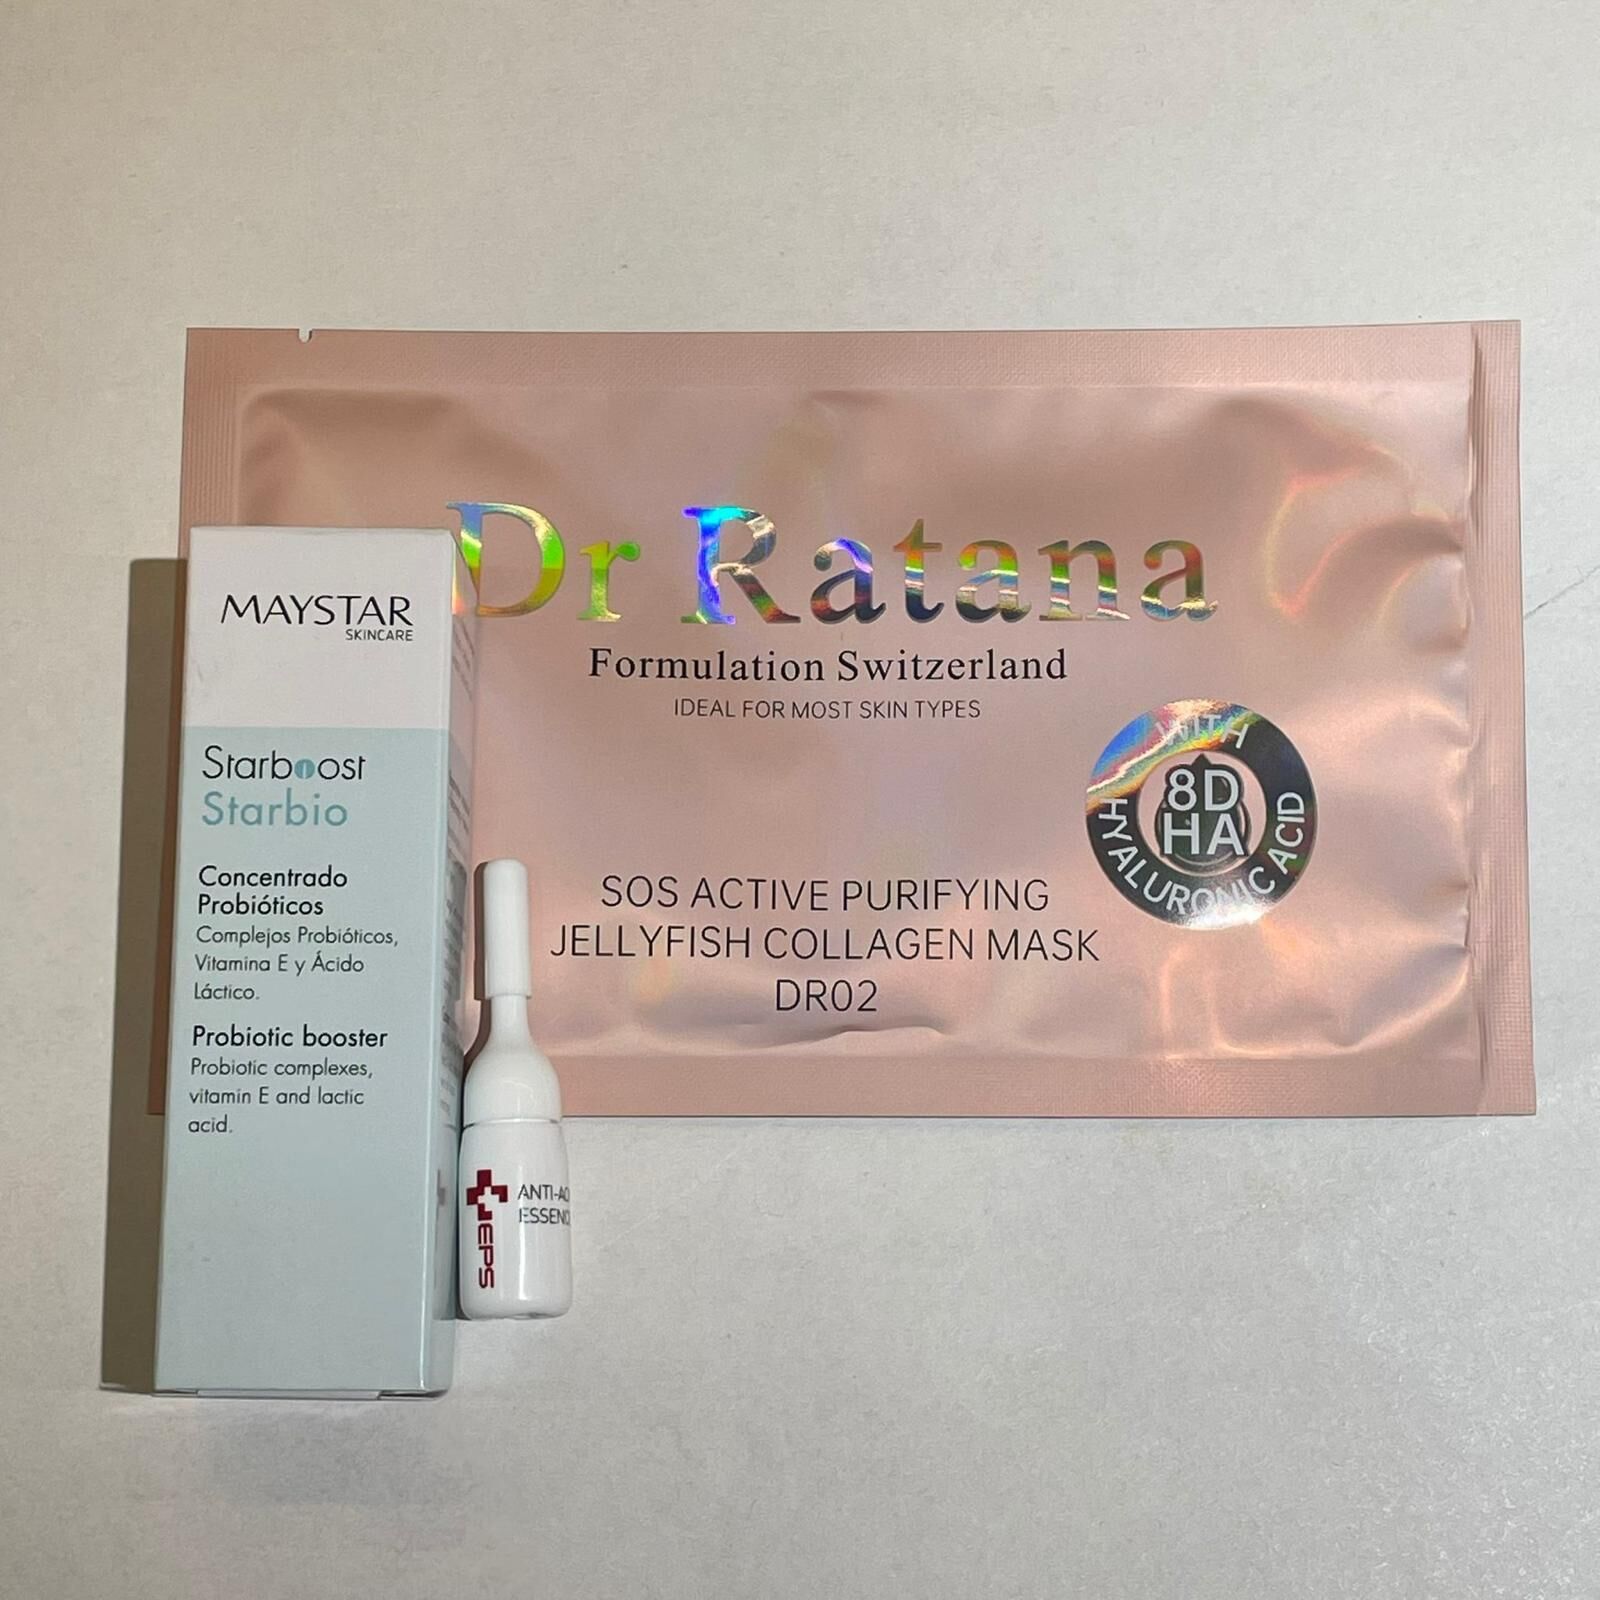 MAYSTAR
SKINCARE
Starboost
Starbio
Concentrado
Probióticos
Complejos Probióticos,
Vitamina E y Ácido
Láctico.
Probiotic booster
Probiotic complexes,
vitamin E and lactic
acid.
EPS
Dr Ratana
Formulation Switzerland
IDEAL FOR MOST SKIN TYPES
WITH
8D
HA
HYALURONIC ACID
SOS ACTIVE PURIFYING
JELLYFISH COLLAGEN MASK
DR02